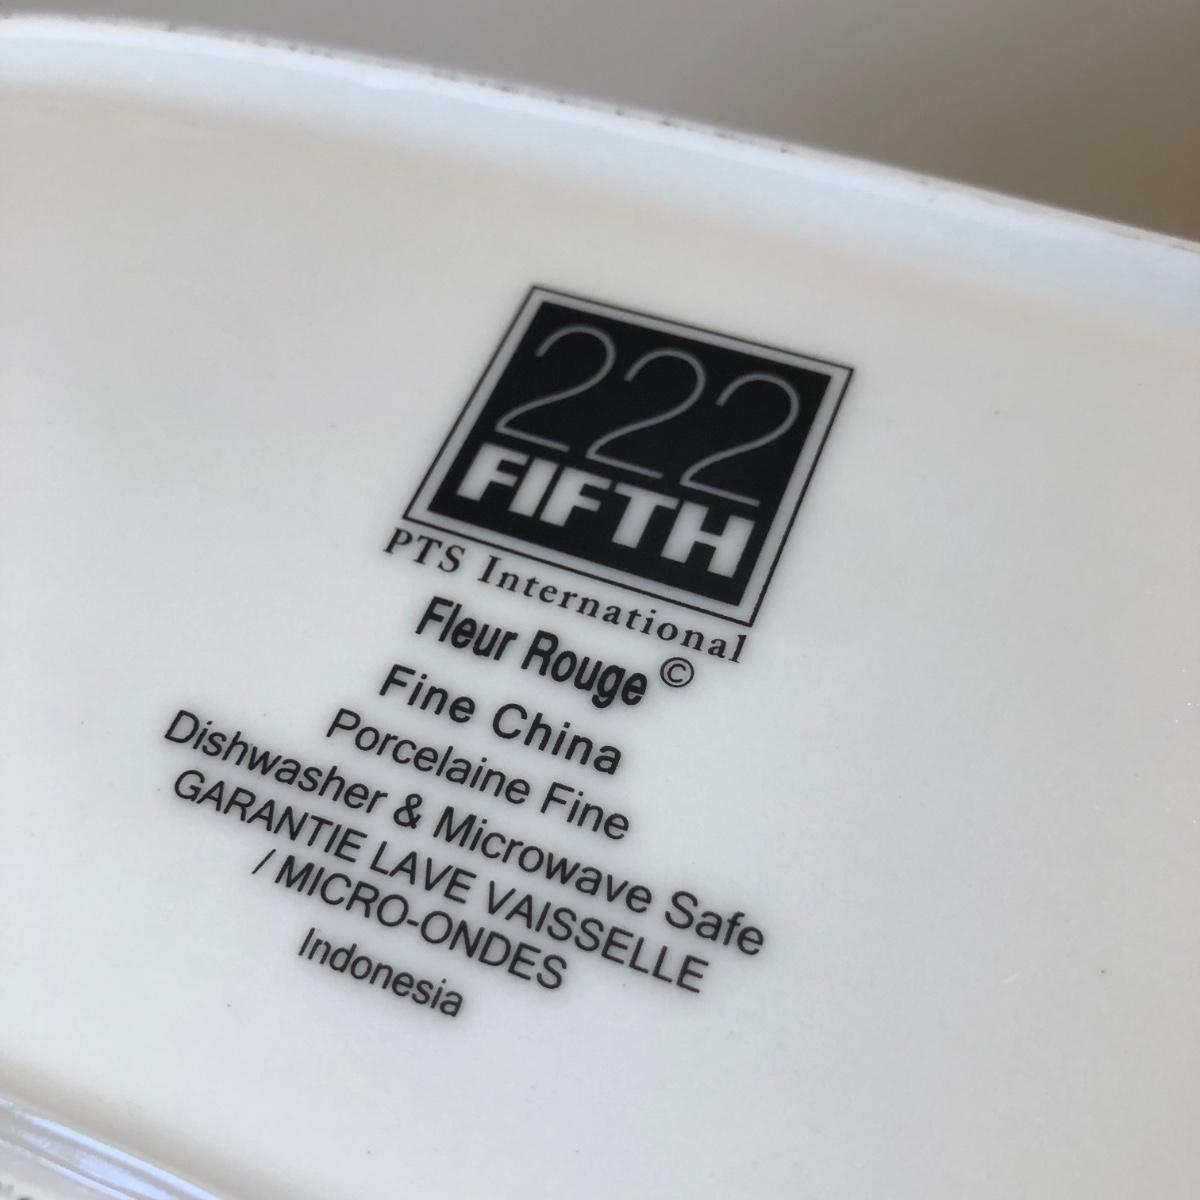 222
FIFTH
PTS International
Fleur Rouge ©
Fine China
Porcelaine Fine
Dishwasher & Microwave Safe
GARANTIE LAVE VAISSELLE
/ MICRO-ONDES
Indonesia